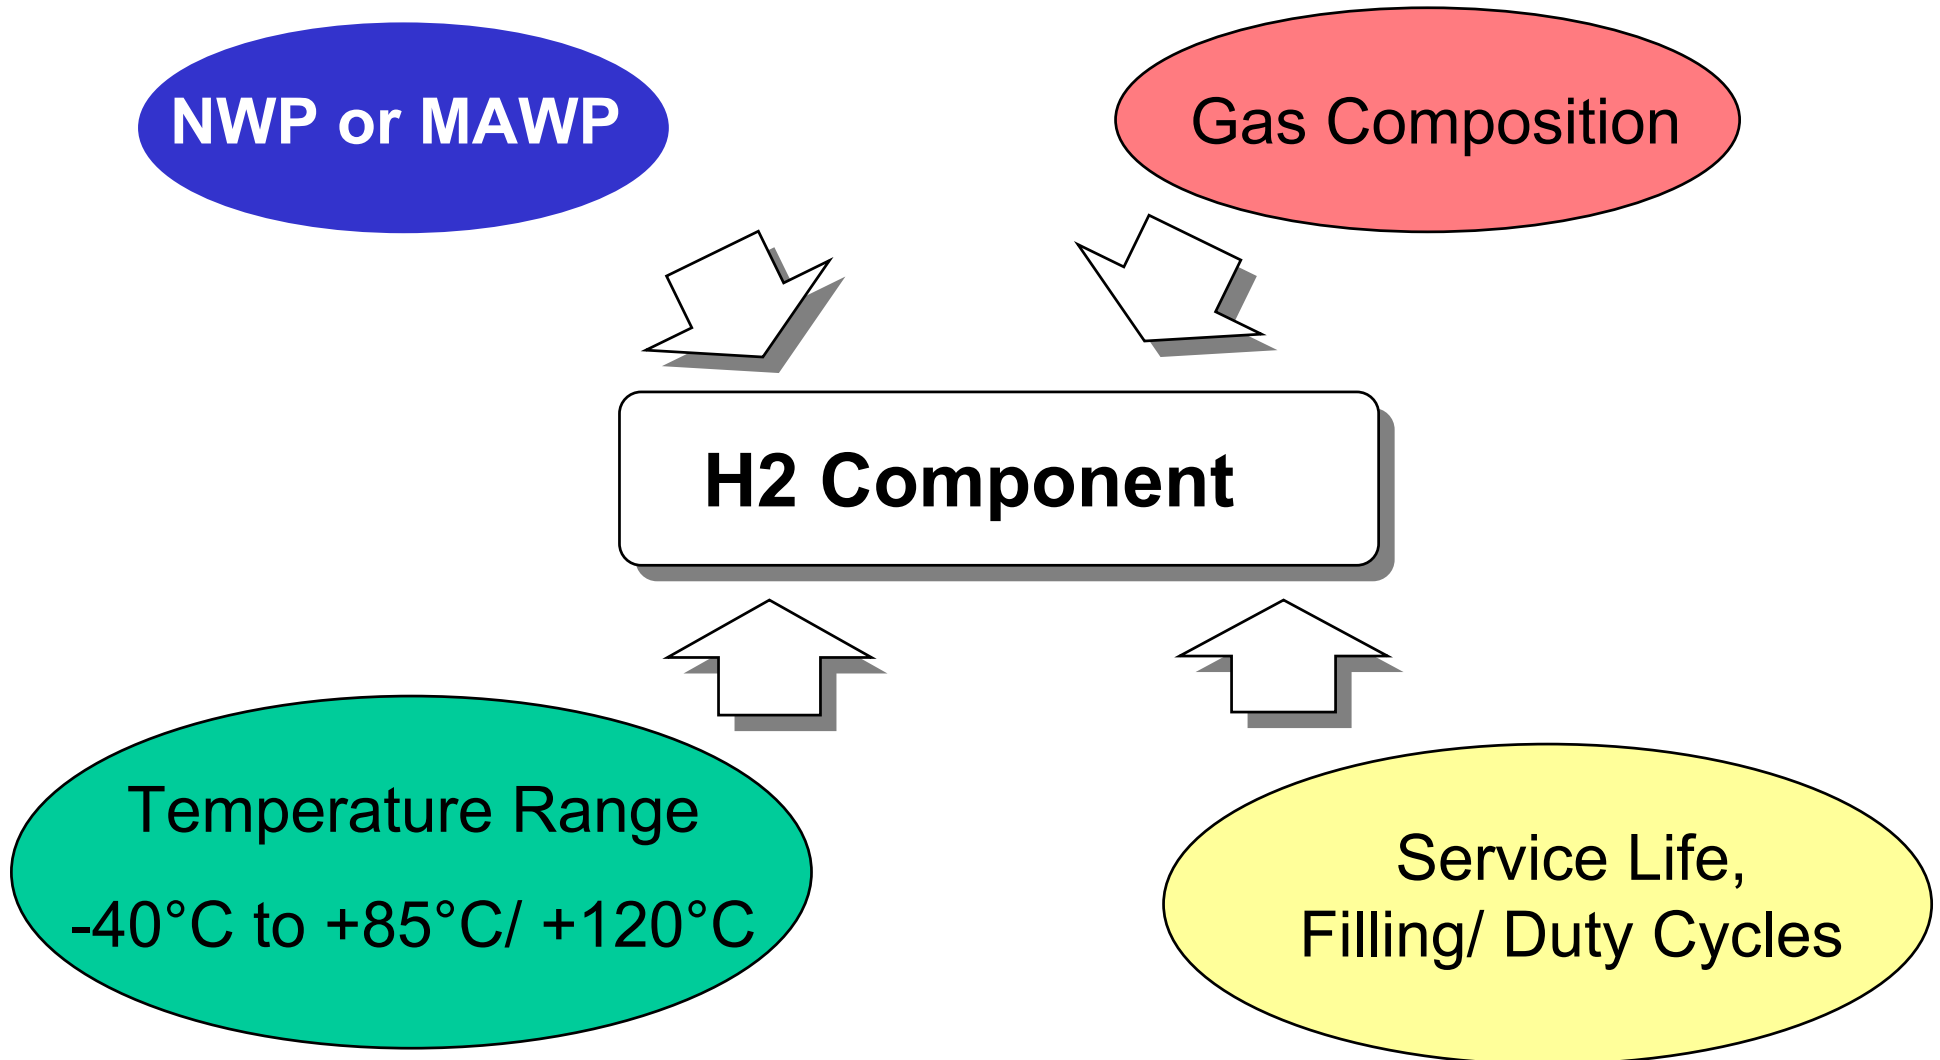 NWP or MAWP
Gas Composition
H2 Component
Temperature Range
-40°C to +85°C/ +120°C
Service Life,
Filling/ Duty Cycles